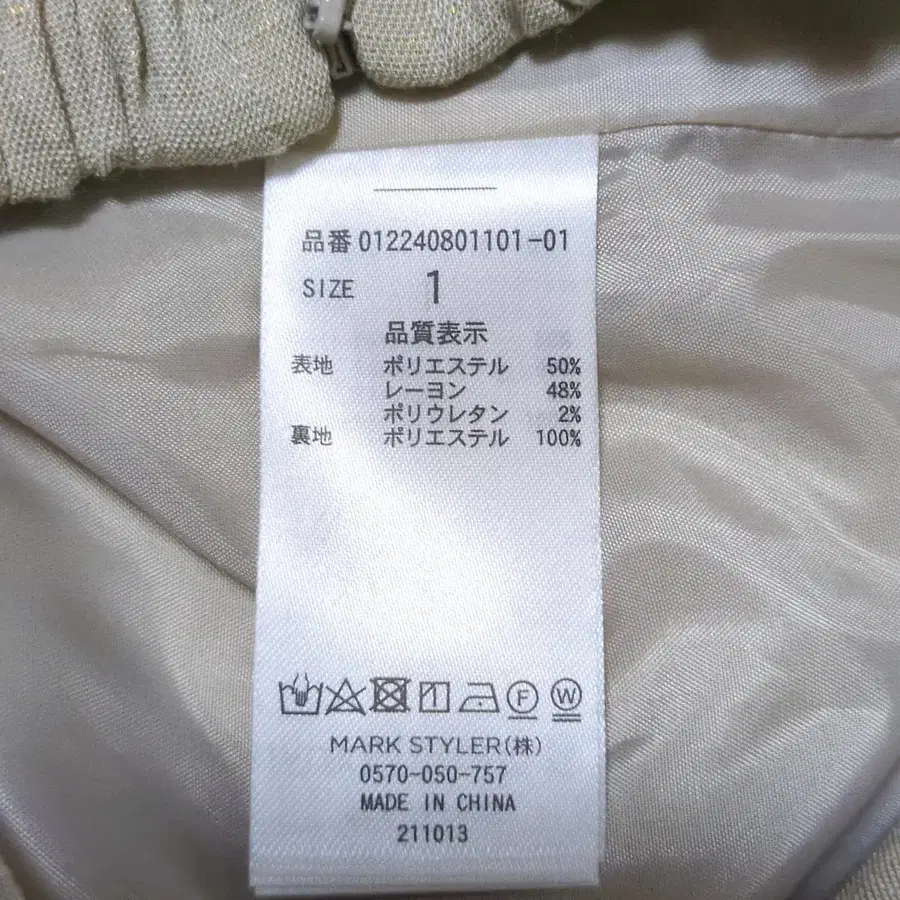 品番 012240801101-01
SIZE 1
品質表示
表地 ポリエステル 50%
レーヨン 48%
ポリウレタン 2%
裏地 ポリエステル 100%
F W
MARK STYLER(株)
0570-050-757
MADE IN CHINA
211013